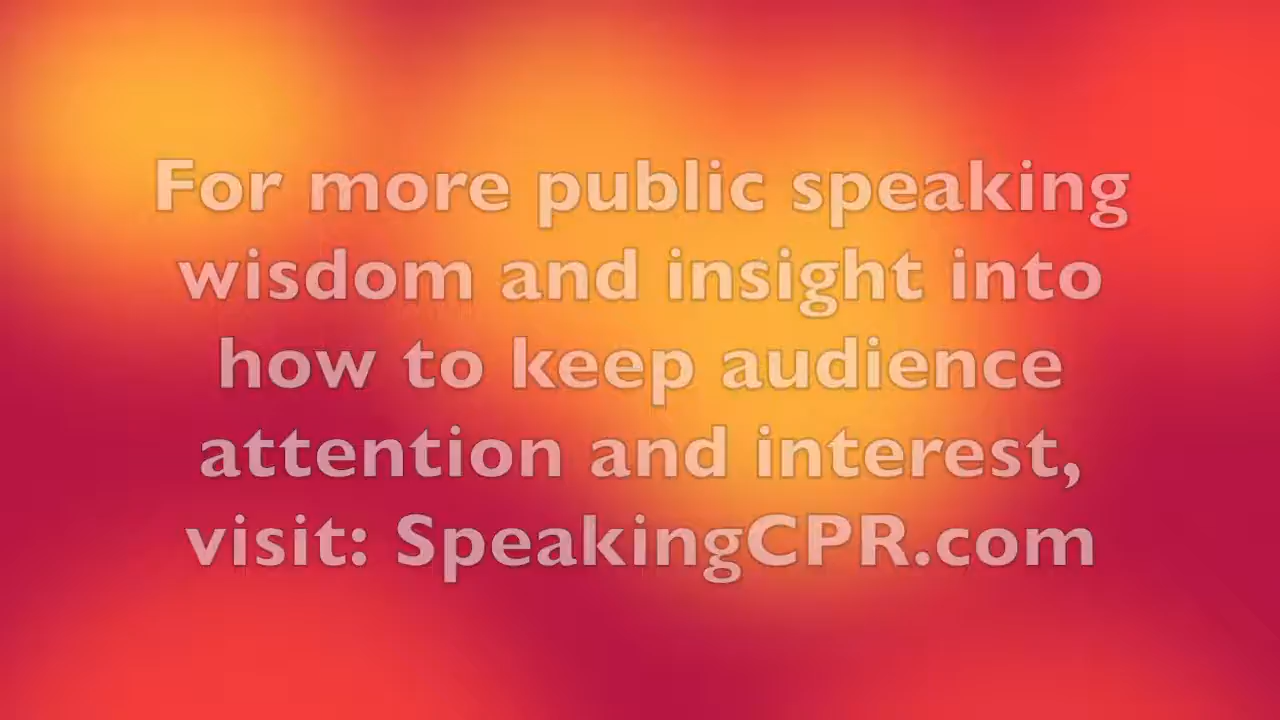 For more public speaking
wisdom and insight into
how to keep audience
attention and interest,
visit: SpeakingCPR.com